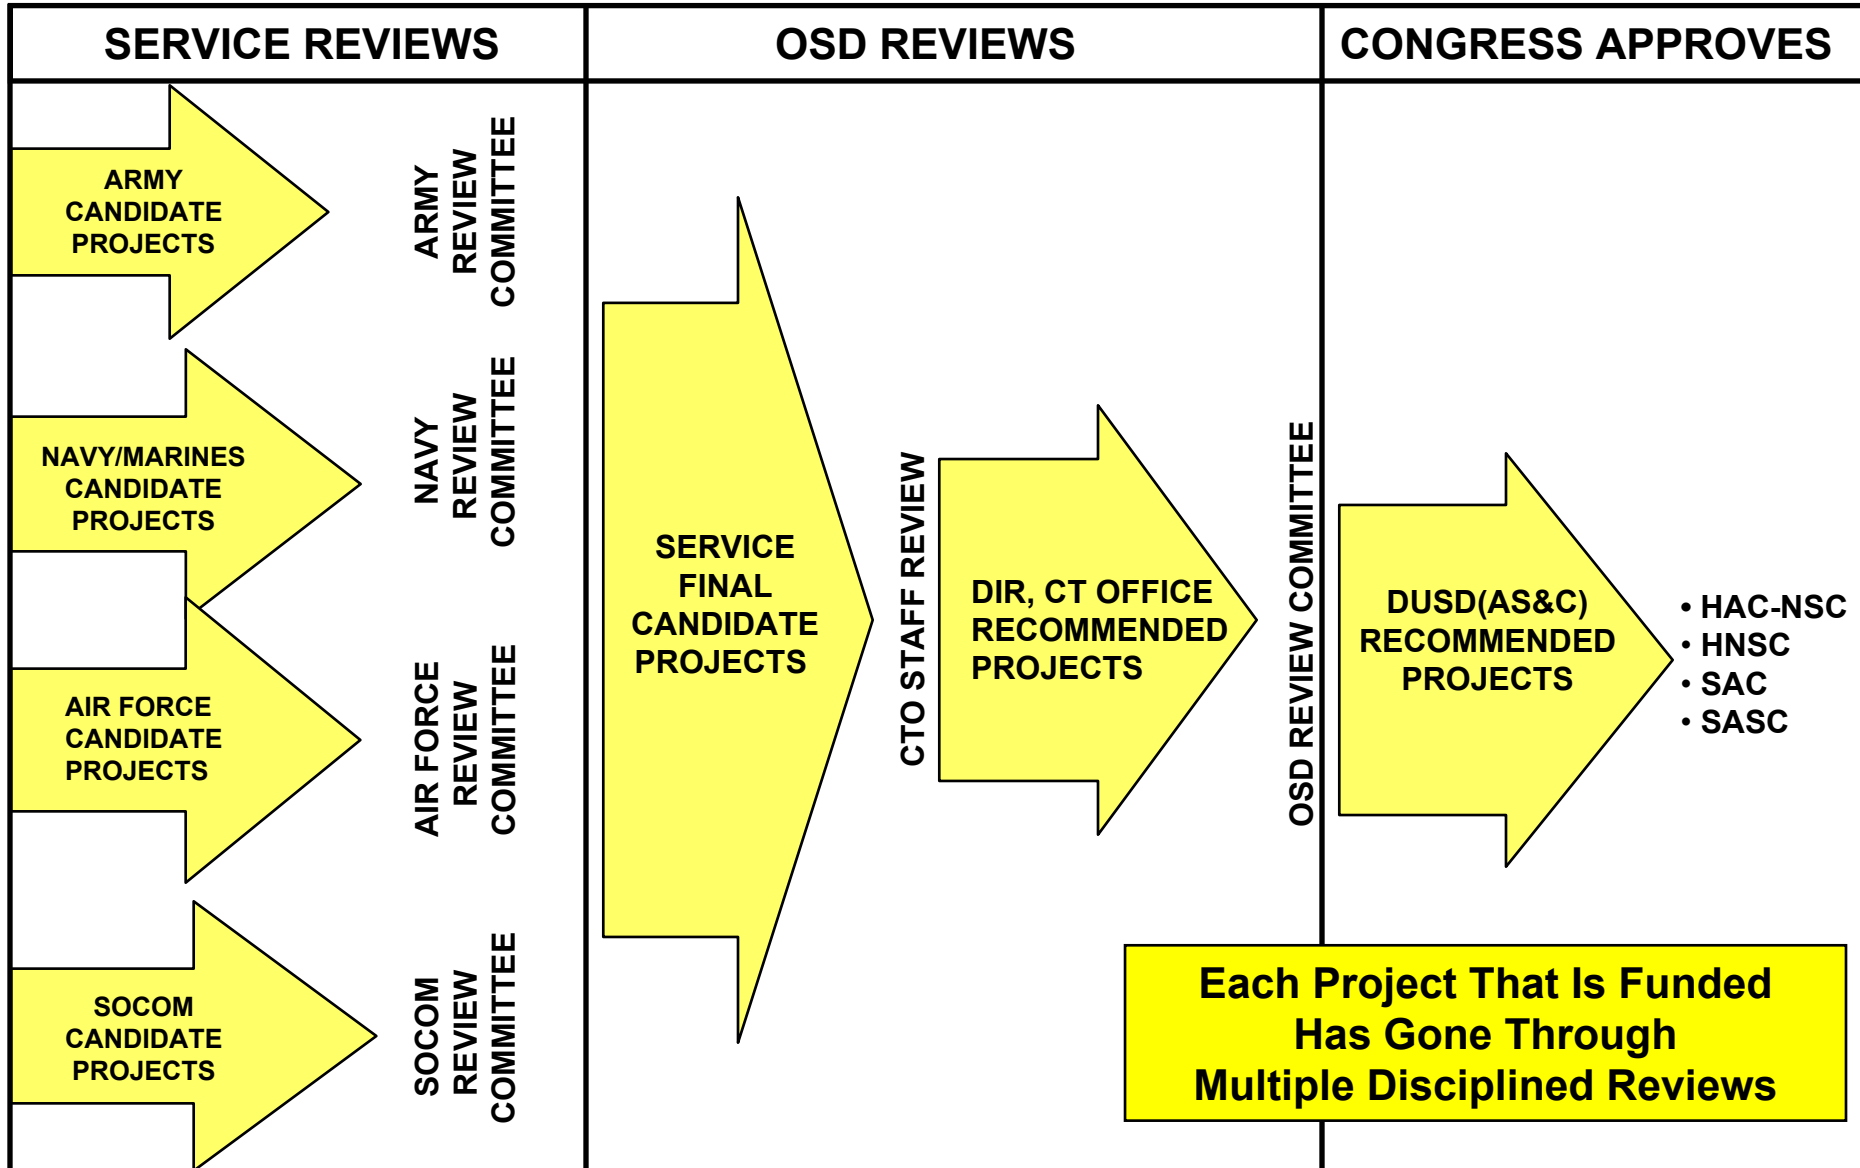 SERVICE REVIEWS
OSD REVIEWS
CONGRESS APPROVES
ARMY
CANDIDATE
PROJECTS
ARMY
REVIEW
COMMITTEE
NAVY/MARINES
CANDIDATE
PROJECTS
NAVY
REVIEW
COMMITTEE
AIR FORCE
CANDIDATE
PROJECTS
AIR FORCE
REVIEW
COMMITTEE
SOCOM
CANDIDATE
PROJECTS
SOCOM
REVIEW
COMMITTEE
SERVICE
FINAL
CANDIDATE
PROJECTS
CTO STAFF REVIEW
DIR, CT OFFICE
RECOMMENDED
PROJECTS
OSD REVIEW COMMITTEE
DUSD(AS&C)
RECOMMENDED
PROJECTS
• HAC-NSC
• HNSC
• SAC
• SASC
Each Project That Is Funded
Has Gone Through
Multiple Disciplined Reviews